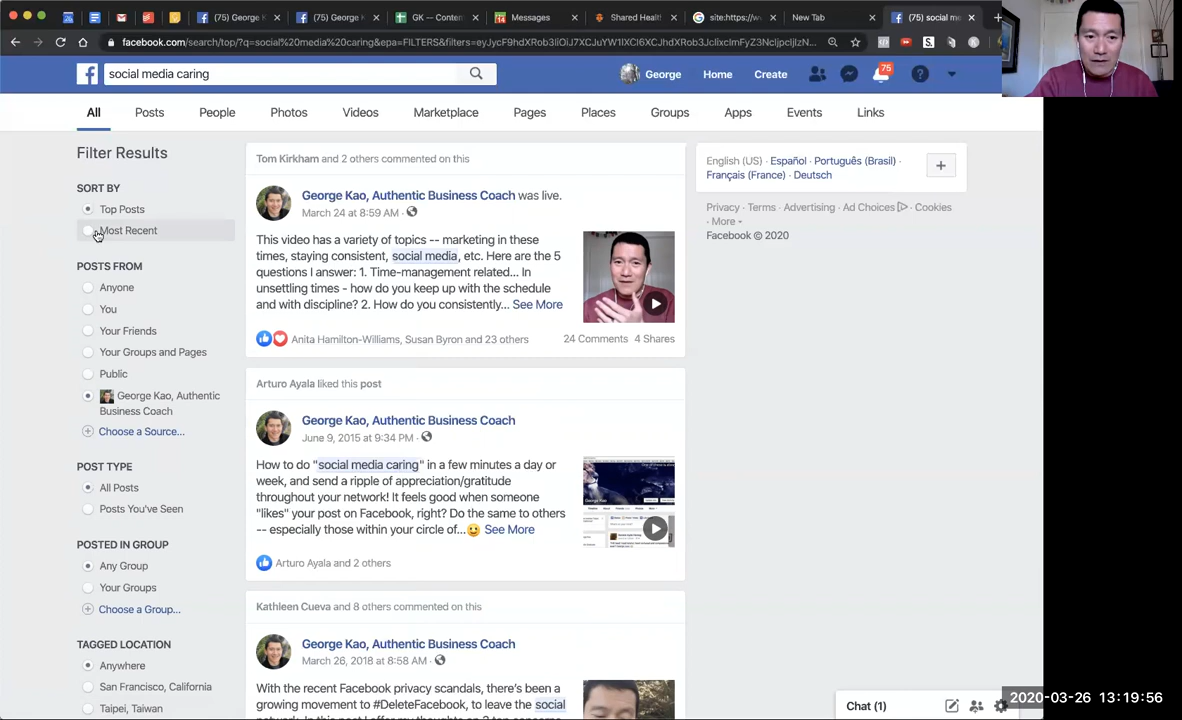 (75) George K
(75) George K
GK -- Conten
Messages
Shared Healt
site:https://w
New Tab
(75) social m
facebook.com/search/top/?q=social%20media%20caring&epa=FILTERS&filters=
social media caring
George Home Create 75
All Posts People Photos Videos Marketplace Pages Places Groups Apps Events Links
Filter Results
SORT BY
Top Posts
Most Recent
POSTS FROM
Anyone
You
Your Friends
Your Groups and Pages
Public
George Kao, Authentic
Business Coach
Choose a Source...
POST TYPE
All Posts
Posts You've Seen
POSTED IN GROUP
Any Group
Your Groups
Choose a Group...
TAGGED LOCATION
Anywhere
San Francisco, California
Taipei, Taiwan
Tom Kirkham and 2 others commented on this
George Kao, Authentic Business Coach was live.
March 24 at 8:59 AM ·
This video has a variety of topics -- marketing in these
times, staying consistent, social media, etc. Here are the 5
questions I answer: 1. Time-management related... In
unsettling times - how do you keep up with the schedule
and with discipline? 2. How do you consistently... See More
Anita Hamilton-Williams, Susan Byron and 23 others 24 Comments 4 Shares
Arturo Ayala liked this post
George Kao, Authentic Business Coach
June 9, 2015 at 9:34 PM ·
How to do "social media caring" in a few minutes a day or
week, and send a ripple of appreciation/gratitude
throughout your network! It feels good when someone
"likes" your post on Facebook, right? Do the same to others
-- especially those within your circle of... See More
Arturo Ayala and 2 others
Kathleen Cueva and 8 others commented on this
George Kao, Authentic Business Coach
March 26, 2018 at 8:58 AM ·
With the recent Facebook privacy scandals, there's been a
growing movement to #DeleteFacebook, to leave the social
English (US) · Español · Português (Brasil) ·
Français (France) · Deutsch
Privacy · Terms · Advertising · Ad Choices · Cookies
· More
Facebook © 2020
Chat (1)
2020-03-26 13:19:56